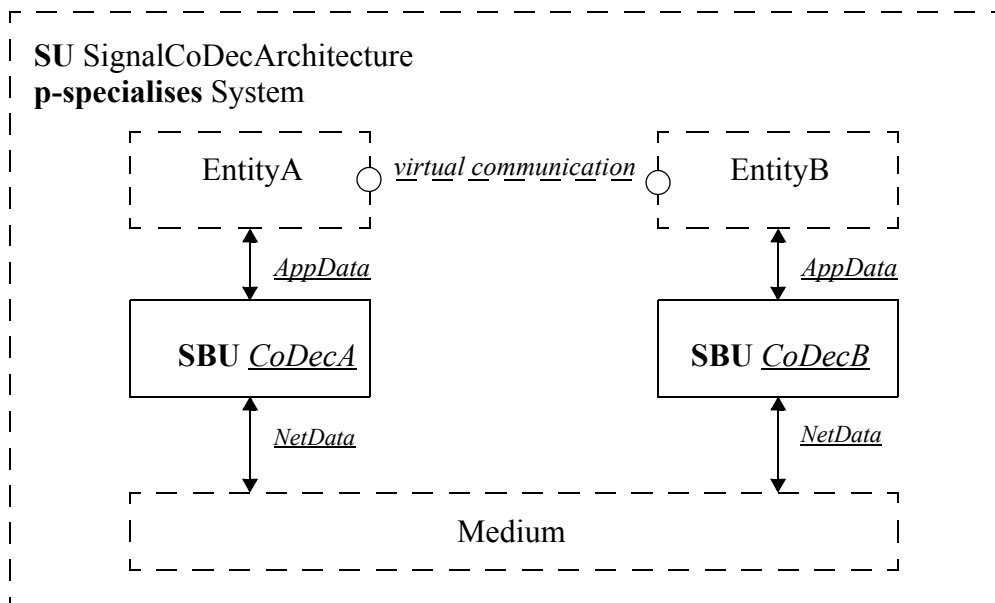 SU SignalCoDecArchitecture
p-specialises System
EntityA
virtual communication
EntityB
AppData
AppData
SBU CoDecA
SBU CoDecB
NetData
NetData
Medium